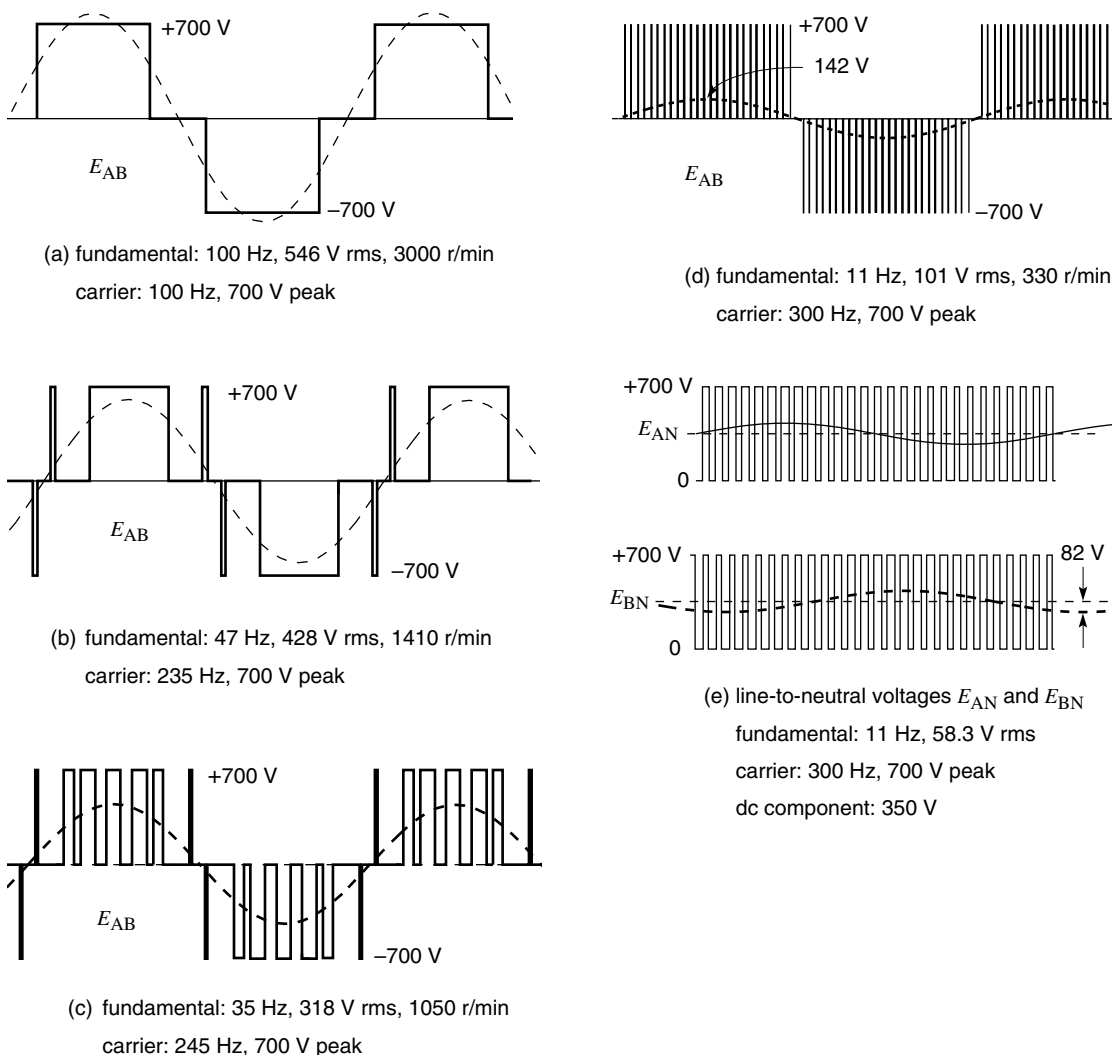 +700 V
E_AB
–700 V
(a) fundamental: 100 Hz, 546 V rms, 3000 r/min
carrier: 100 Hz, 700 V peak
+700 V
E_AB
–700 V
(b) fundamental: 47 Hz, 428 V rms, 1410 r/min
carrier: 235 Hz, 700 V peak
+700 V
E_AB
–700 V
(c) fundamental: 35 Hz, 318 V rms, 1050 r/min
carrier: 245 Hz, 700 V peak
+700 V
142 V
E_AB
–700 V
(d) fundamental: 11 Hz, 101 V rms, 330 r/min
carrier: 300 Hz, 700 V peak
+700 V
E_AN
0
+700 V
82 V
E_BN
0
(e) line-to-neutral voltages E_AN and E_BN
fundamental: 11 Hz, 58.3 V rms
carrier: 300 Hz, 700 V peak
dc component: 350 V